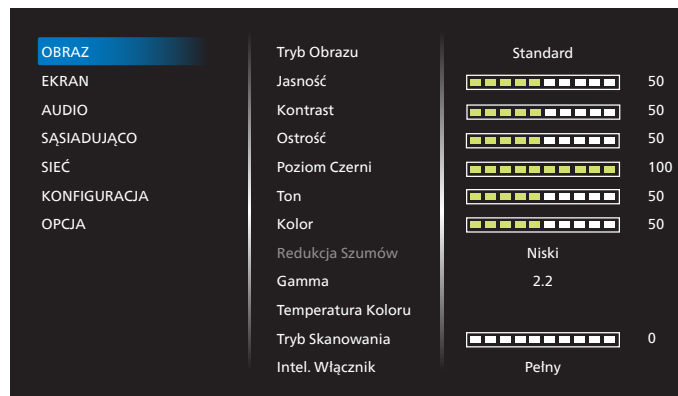 OBRAZ Tryb Obrazu Standard
EKRAN Jasność 50
AUDIO Kontrast 50
SĄSIADUJĄCO Ostrość 50
SIEĆ Poziom Czerni 100
KONFIGURACJA Ton 50
OPCJA Kolor 50
Redukcja Szumów Niski
Gamma 2.2
Temperatura Koloru
Tryb Skanowania 0
Intel. Włącznik Pełny